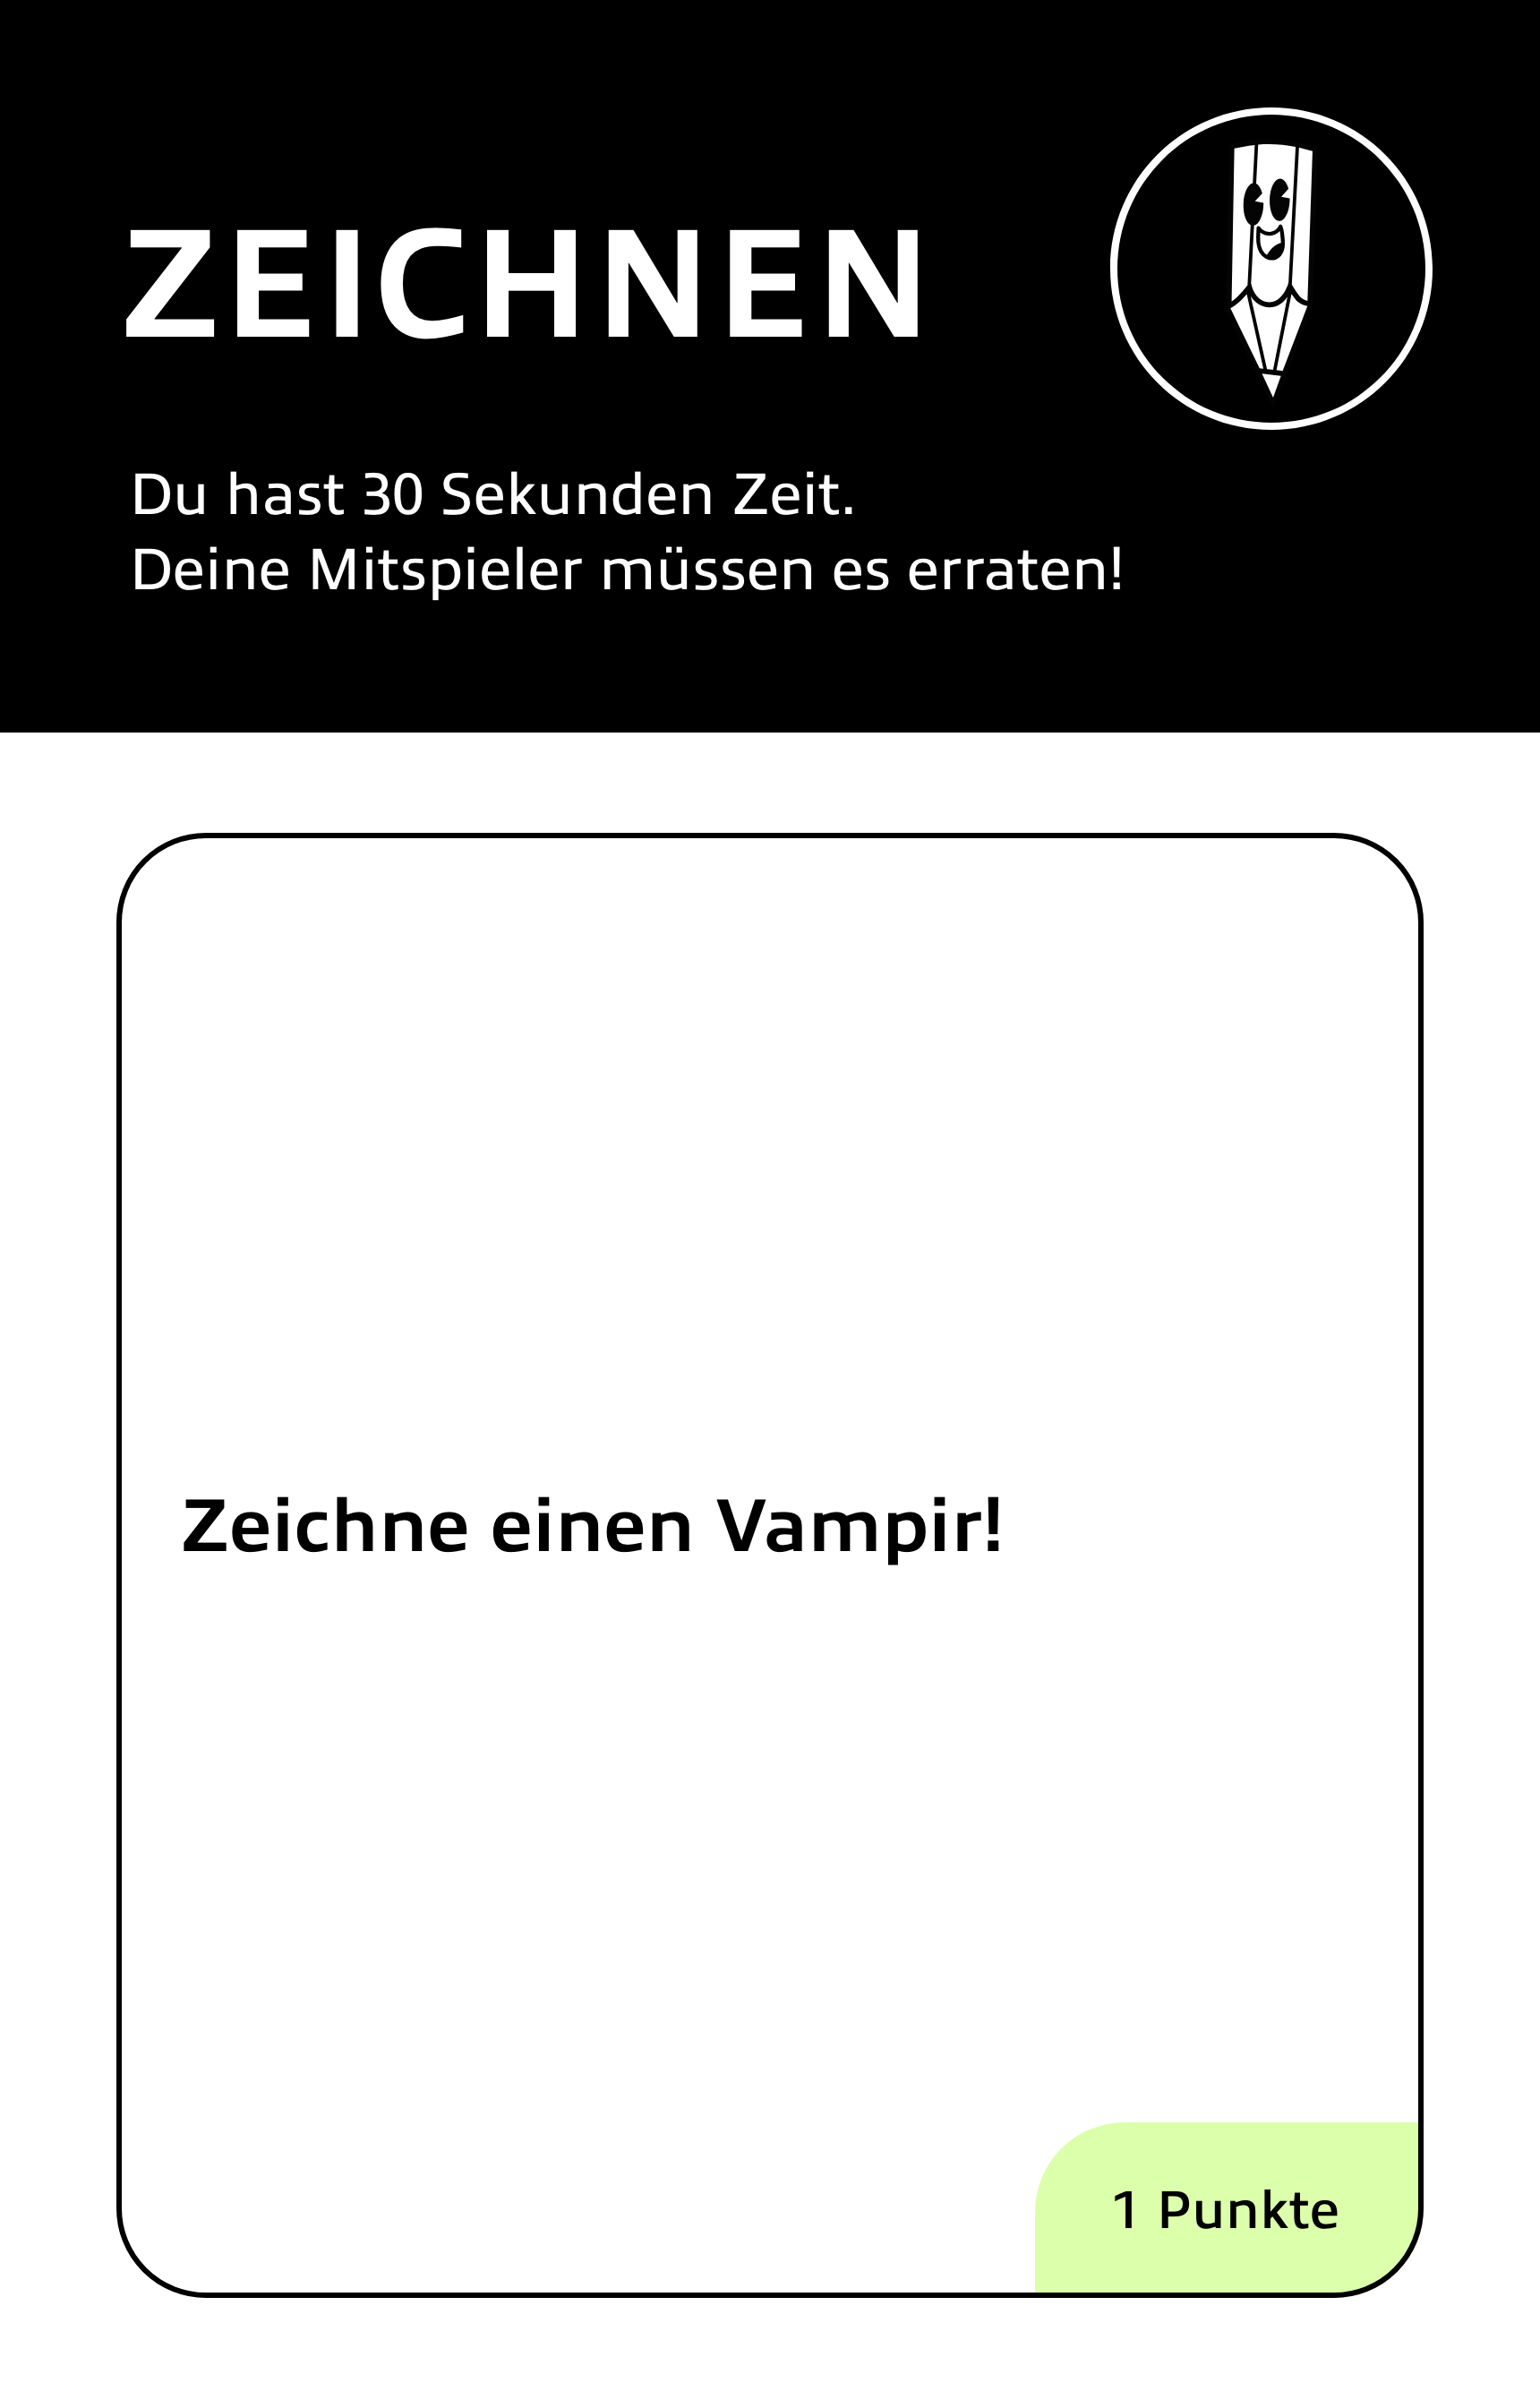 ZEICHNEN
Du hast 30 Sekunden Zeit.
Deine Mitspieler müssen es erraten!
Zeichne einen Vampir!
1 Punkte